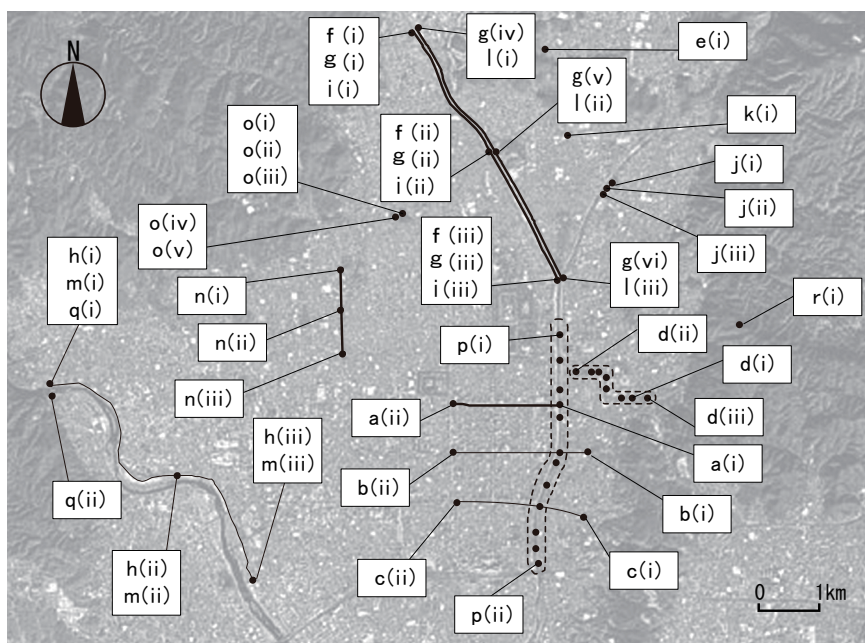 N
f (i)
g (i)
i (i)
g(iv)
l(i)
e(i)
g(v)
l(ii)
k(i)
o(i)
o(ii)
o(iii)
f (ii)
g (ii)
i (ii)
j(i)
j(ii)
j(iii)
o(iv)
o(v)
h(i)
m(i)
q(i)
f (iii)
g (iii)
i (iii)
g(vi)
l(iii)
n(i)
r(i)
n(ii)
p(i)
d(ii)
d(i)
n(iii)
a(ii)
d(iii)
h(iii)
m(iii)
a(i)
q(ii)
b(ii)
b(i)
h(ii)
m(ii)
c(ii)
c(i)
p(ii)
0 1km